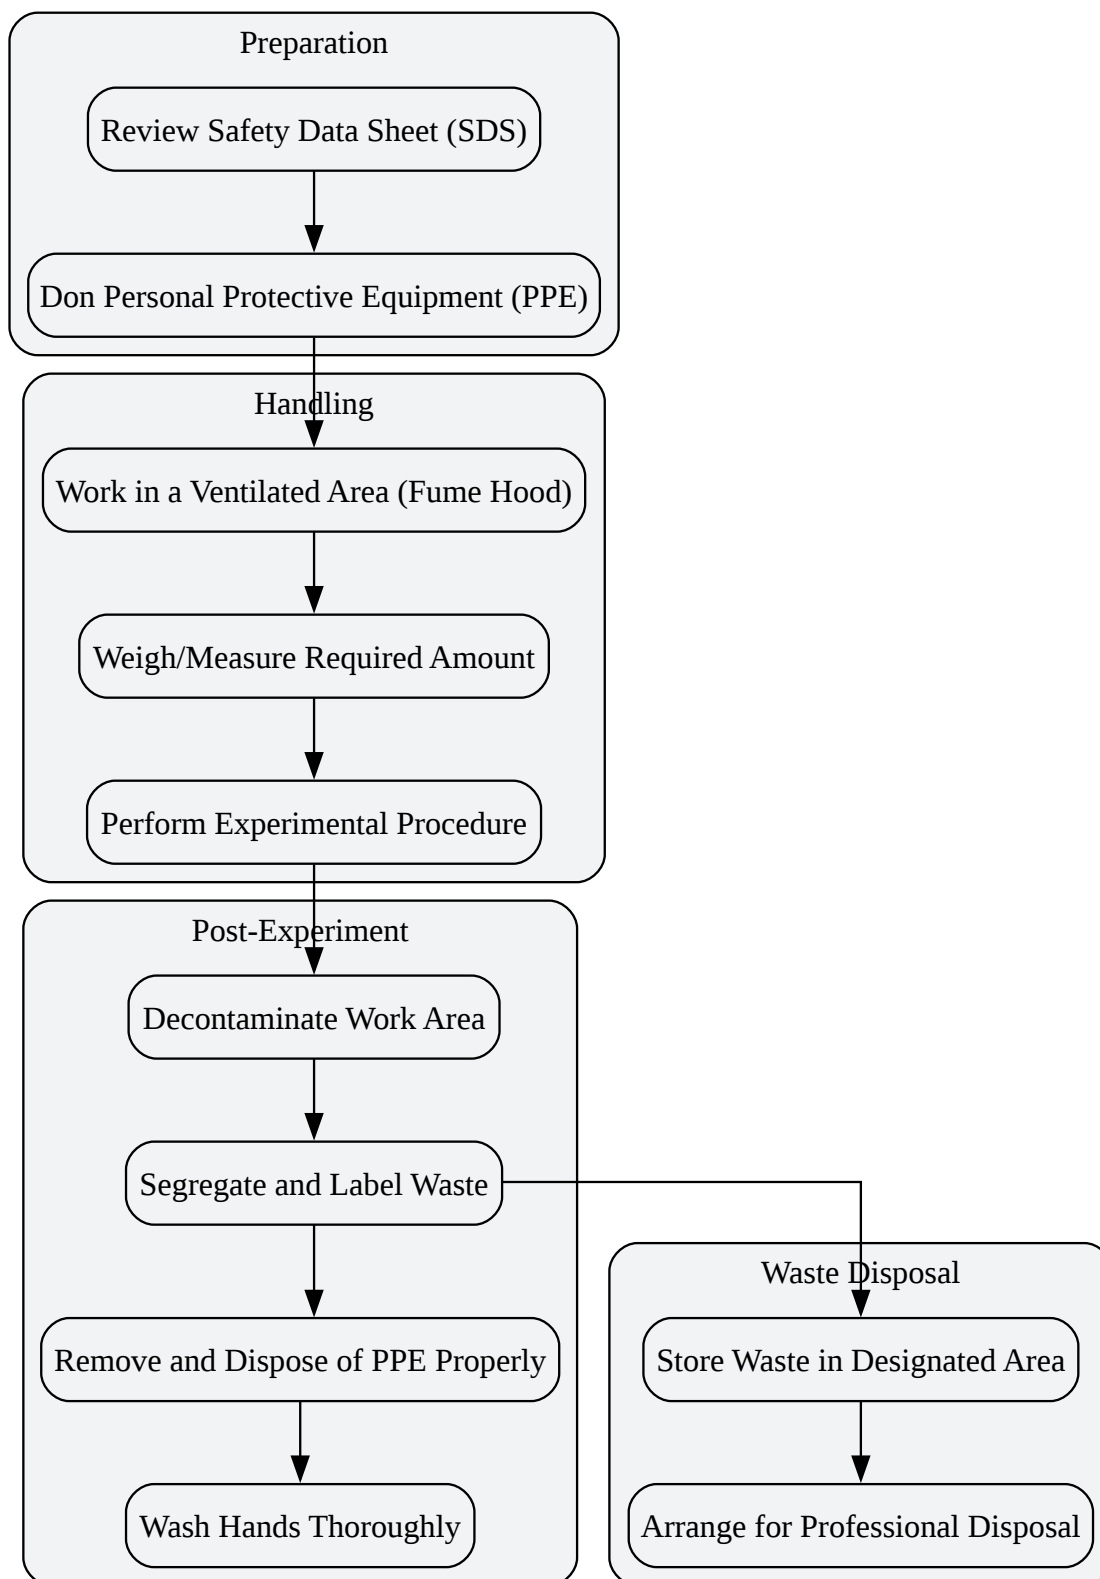 Preparation
Review Safety Data Sheet (SDS)
Don Personal Protective Equipment (PPE)
Handling
Work in a Ventilated Area (Fume Hood)
Weigh/Measure Required Amount
Perform Experimental Procedure
Post-Experiment
Decontaminate Work Area
Segregate and Label Waste
Remove and Dispose of PPE Properly
Wash Hands Thoroughly
Waste Disposal
Store Waste in Designated Area
Arrange for Professional Disposal